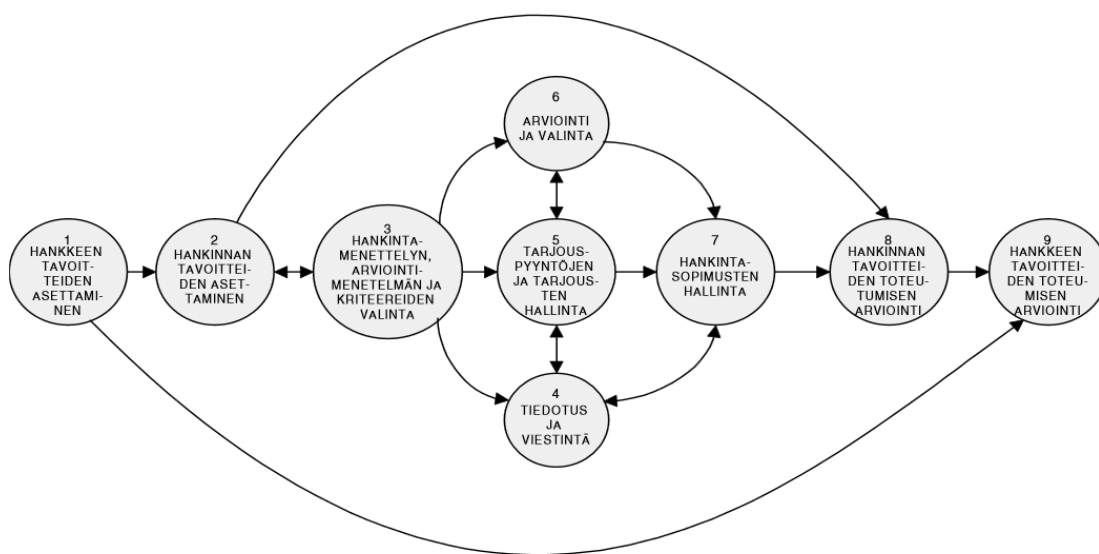 1
HANKKEEN
TAVOIT-
TEIDEN
ASETTAMI-
NEN
2
HANKINNAN
TAVOITTEI-
DEN ASET-
TAMINEN
3
HANKINTA-
MENETTELYN,
ARVIOINTI-
MENETELMÄN JA
KRITEEREIDEN
VALINTA
6
ARVIOINTI
JA VALINTA
5
TARJOUS-
PYYNTÖJEN
JA TARJOUS-
TEN
HALLINTA
4
TIEDOTUS
JA
VIESTINTÄ
7
HANKINTA-
SOPIMUSTEN
HALLINTA
8
HANKINNAN
TAVOITTEI-
DEN TOTEU-
TUMISEN
ARVIOINTI
9
HANKKEEN
TAVOITTEI-
DEN TOTEU-
MISEN
ARVIOINTI